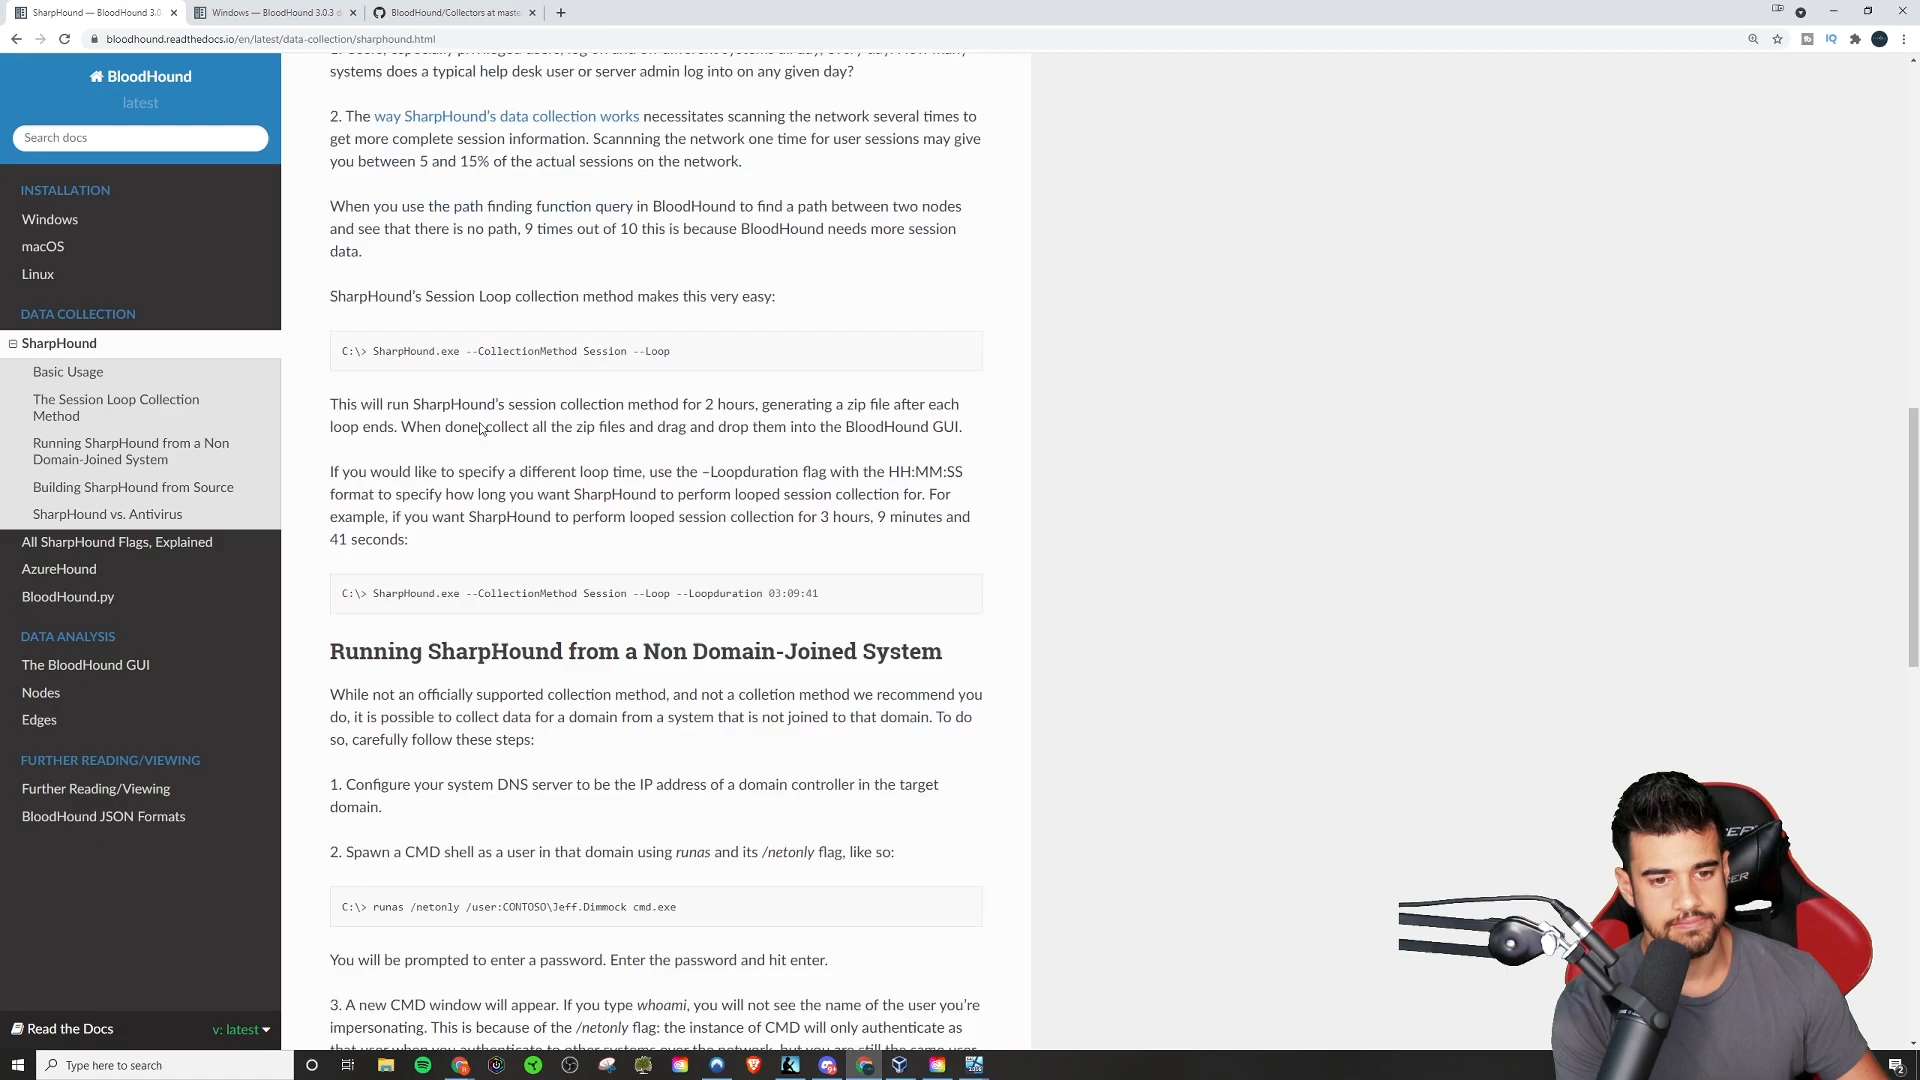 SharpHound — BloodHound 3.0.
Windows — BloodHound 3.0.3 d
BloodHound/Collectors at maste
bloodhound.readthedocs.io/en/latest/data-collection/sharphound.html
BloodHound
latest
Search docs
INSTALLATION
Windows
macOS
Linux
DATA COLLECTION
SharpHound
Basic Usage
The Session Loop Collection
Method
Running SharpHound from a Non
Domain-Joined System
Building SharpHound from Source
SharpHound vs. Antivirus
All SharpHound Flags, Explained
AzureHound
BloodHound.py
DATA ANALYSIS
The BloodHound GUI
Nodes
Edges
FURTHER READING/VIEWING
Further Reading/Viewing
BloodHound JSON Formats
Read the Docs
v: latest
systems does a typical help desk user or server admin log into on any given day?
2. The way SharpHound's data collection works necessitates scanning the network several times to
get more complete session information. Scannning the network one time for user sessions may give
you between 5 and 15% of the actual sessions on the network.
When you use the path finding function query in BloodHound to find a path between two nodes
and see that there is no path, 9 times out of 10 this is because BloodHound needs more session
data.
SharpHound's Session Loop collection method makes this very easy:
C:\> SharpHound.exe --CollectionMethod Session --Loop
This will run SharpHound's session collection method for 2 hours, generating a zip file after each
loop ends. When done collect all the zip files and drag and drop them into the BloodHound GUI.
If you would like to specify a different loop time, use the –Loopduration flag with the HH:MM:SS
format to specify how long you want SharpHound to perform looped session collection for. For
example, if you want SharpHound to perform looped session collection for 3 hours, 9 minutes and
41 seconds:
C:\> SharpHound.exe --CollectionMethod Session --Loop --Loopduration 03:09:41
Running SharpHound from a Non Domain-Joined System
While not an officially supported collection method, and not a colletion method we recommend you
do, it is possible to collect data for a domain from a system that is not joined to that domain. To do
so, carefully follow these steps:
1. Configure your system DNS server to be the IP address of a domain controller in the target
domain.
2. Spawn a CMD shell as a user in that domain using runas and its /netonly flag, like so:
C:\> runas /netonly /user:CONTOSO\Jeff.Dimmock cmd.exe
You will be prompted to enter a password. Enter the password and hit enter.
3. A new CMD window will appear. If you type whoami, you will not see the name of the user you're
impersonating. This is because of the /netonly flag: the instance of CMD will only authenticate as
that user when you authenticate to other systems over the network, but you are still the same user
Type here to search